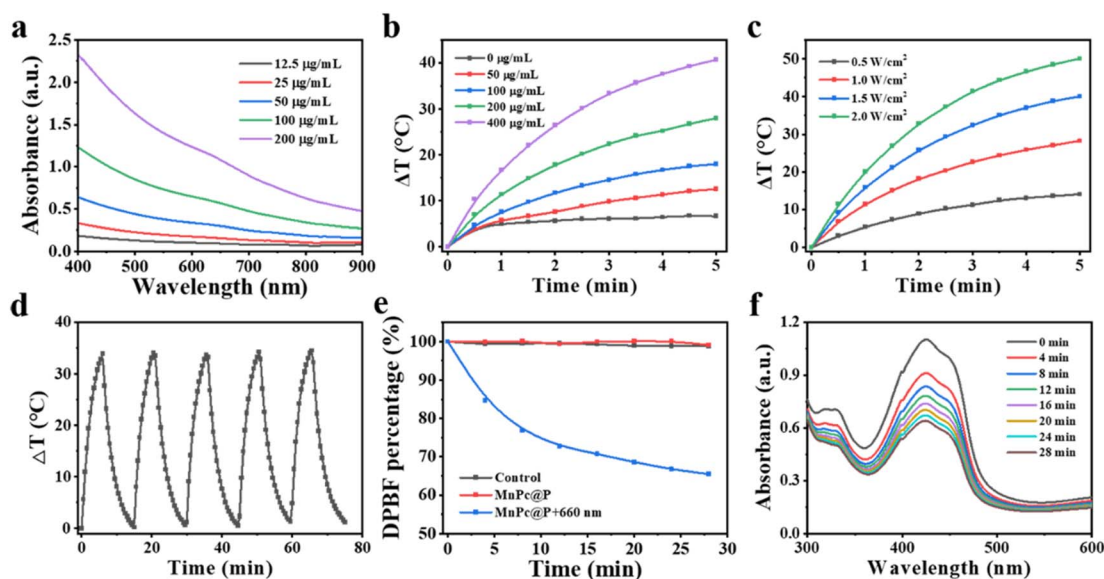 a
Absorbance (a.u.)
2.5
2.0
1.5
1.0
0.5
0.0
400 500 600 700 800 900
Wavelength (nm)
12.5 μg/mL
25 μg/mL
50 μg/mL
100 μg/mL
200 μg/mL
b
ΔT (°C)
40
30
20
10
0
0 1 2 3 4 5
Time (min)
0 μg/mL
50 μg/mL
100 μg/mL
200 μg/mL
400 μg/mL
c
ΔT (°C)
50
40
30
20
10
0
0 1 2 3 4 5
Time (min)
0.5 W/cm²
1.0 W/cm²
1.5 W/cm²
2.0 W/cm²
d
△T (°C)
40
30
20
10
0
0 20 40 60 80
Time (min)
e
DPBF percentage (%)
100
90
80
70
60
50
0 5 10 15 20 25 30
Time (min)
Control
MnPc@P
MnPc@P+660 nm
f
Absorbance (a.u.)
1.2
0.9
0.6
0.3
0.0
300 400 500 600
Wavelength (nm)
0 min
4 min
8 min
12 min
16 min
20 min
24 min
28 min